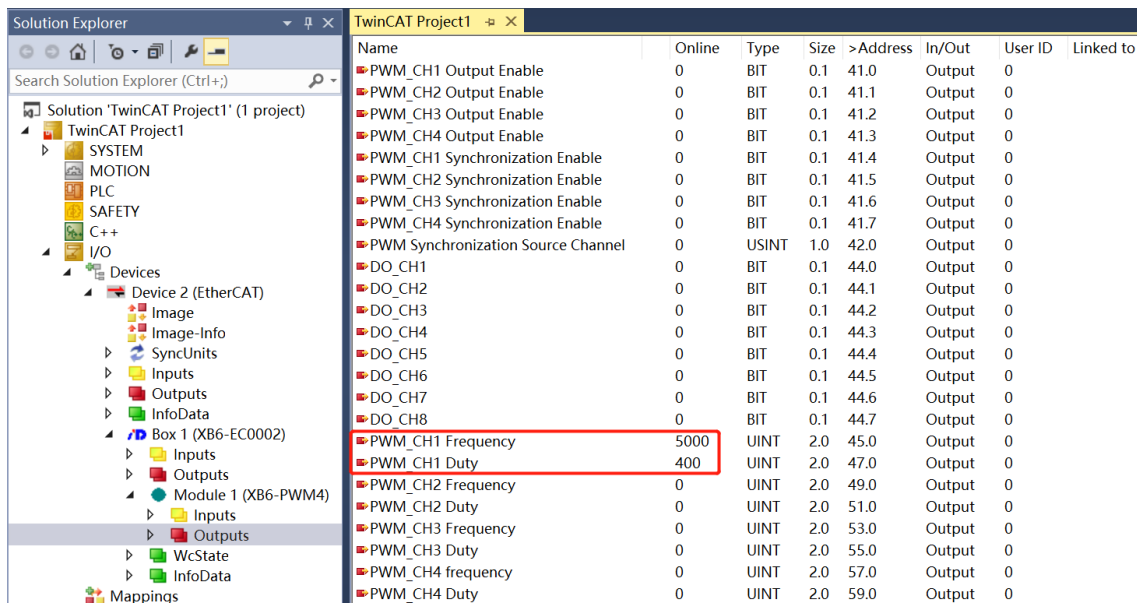 Solution Explorer
Search Solution Explorer (Ctrl+;)
Solution 'TwinCAT Project1' (1 project)
TwinCAT Project1
SYSTEM
MOTION
PLC
SAFETY
C++
I/O
Devices
Device 2 (EtherCAT)
Image
Image-Info
SyncUnits
Inputs
Outputs
InfoData
Box 1 (XB6-EC0002)
Inputs
Outputs
Module 1 (XB6-PWM4)
Inputs
Outputs
WcState
InfoData
Mappings
TwinCAT Project1
Name Online Type Size >Address In/Out User ID Linked to
PWM_CH1 Output Enable 0 BIT 0.1 41.0 Output 0
PWM_CH2 Output Enable 0 BIT 0.1 41.1 Output 0
PWM_CH3 Output Enable 0 BIT 0.1 41.2 Output 0
PWM_CH4 Output Enable 0 BIT 0.1 41.3 Output 0
PWM_CH1 Synchronization Enable 0 BIT 0.1 41.4 Output 0
PWM_CH2 Synchronization Enable 0 BIT 0.1 41.5 Output 0
PWM_CH3 Synchronization Enable 0 BIT 0.1 41.6 Output 0
PWM_CH4 Synchronization Enable 0 BIT 0.1 41.7 Output 0
PWM Synchronization Source Channel 0 USINT 1.0 42.0 Output 0
DO_CH1 0 BIT 0.1 44.0 Output 0
DO_CH2 0 BIT 0.1 44.1 Output 0
DO_CH3 0 BIT 0.1 44.2 Output 0
DO_CH4 0 BIT 0.1 44.3 Output 0
DO_CH5 0 BIT 0.1 44.4 Output 0
DO_CH6 0 BIT 0.1 44.5 Output 0
DO_CH7 0 BIT 0.1 44.6 Output 0
DO_CH8 0 BIT 0.1 44.7 Output 0
PWM_CH1 Frequency 5000 UINT 2.0 45.0 Output 0
PWM_CH1 Duty 400 UINT 2.0 47.0 Output 0
PWM_CH2 Frequency 0 UINT 2.0 49.0 Output 0
PWM_CH2 Duty 0 UINT 2.0 51.0 Output 0
PWM_CH3 Frequency 0 UINT 2.0 53.0 Output 0
PWM_CH3 Duty 0 UINT 2.0 55.0 Output 0
PWM_CH4 frequency 0 UINT 2.0 57.0 Output 0
PWM_CH4 Duty 0 UINT 2.0 59.0 Output 0